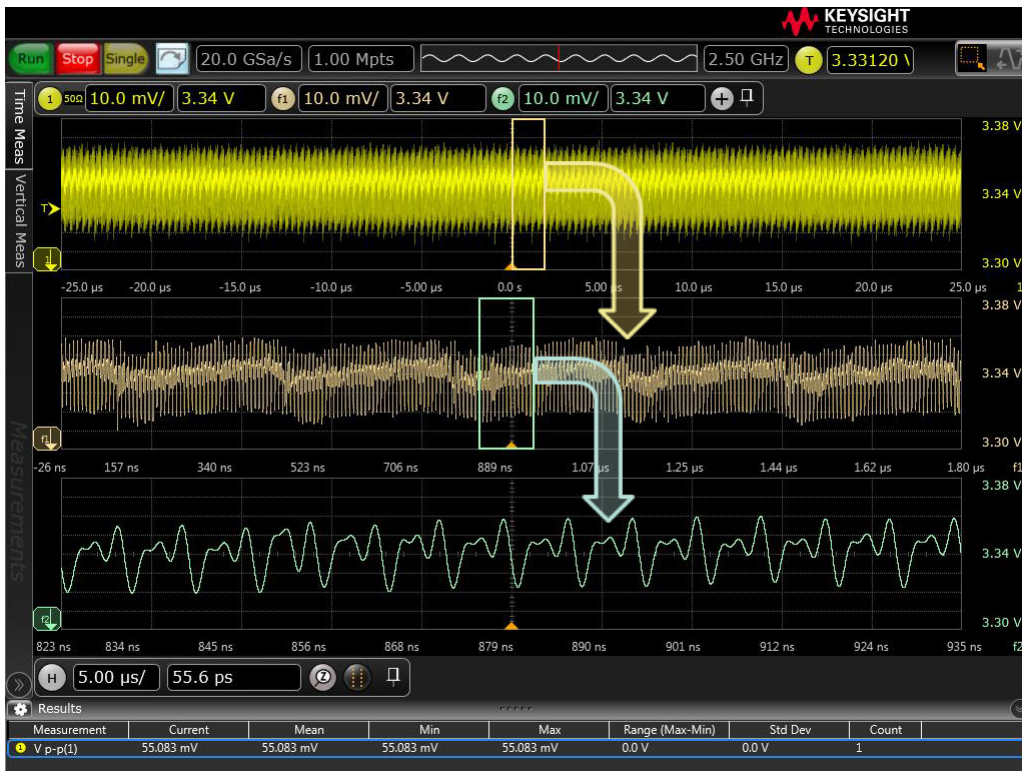 KEYSIGHT
TECHNOLOGIES
Run Stop Single 20.0 GSa/s 1.00 Mpts 2.50 GHz T 3.33120 V
1 50Ω 10.0 mV/ 3.34 V f1 10.0 mV/ 3.34 V f2 10.0 mV/ 3.34 V +
Time Meas
Vertical Meas
Measurements
3.38 V
T 3.34 V
1 3.30 V
-25.0 µs -20.0 µs -15.0 µs -10.0 µs -5.00 µs 0.0 s 5.00 µs 10.0 µs 15.0 µs 20.0 µs 25.0 µs 1
3.38 V
3.34 V
f1 3.30 V
-26 ns 157 ns 340 ns 523 ns 706 ns 889 ns 1.07 µs 1.25 µs 1.44 µs 1.62 µs 1.80 µs f1
3.38 V
3.34 V
f2 3.30 V
823 ns 834 ns 845 ns 856 ns 868 ns 879 ns 890 ns 901 ns 912 ns 924 ns 935 ns f2
H 5.00 µs/ 55.6 ps Z
Results
Measurement Current Mean Min Max Range (Max-Min) Std Dev Count
1 V p-p(1) 55.083 mV 55.083 mV 55.083 mV 55.083 mV 0.0 V 0.0 V 1